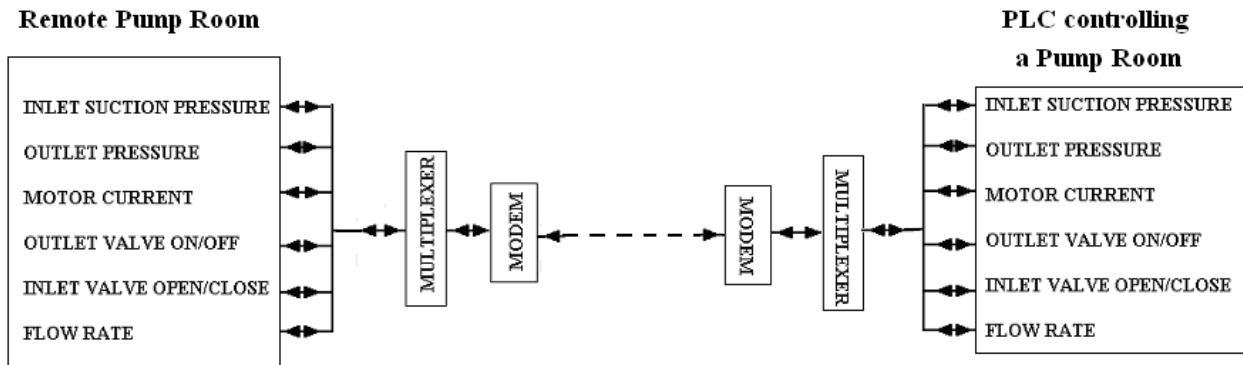 Remote Pump Room
INLET SUCTION PRESSURE
OUTLET PRESSURE
MOTOR CURRENT
OUTLET VALVE ON/OFF
INLET VALVE OPEN/CLOSE
FLOW RATE
MULTIPLEXER
MODEM
MODEM
MULTIPLEXER
PLC controlling
a Pump Room
INLET SUCTION PRESSURE
OUTLET PRESSURE
MOTOR CURRENT
OUTLET VALVE ON/OFF
INLET VALVE OPEN/CLOSE
FLOW RATE